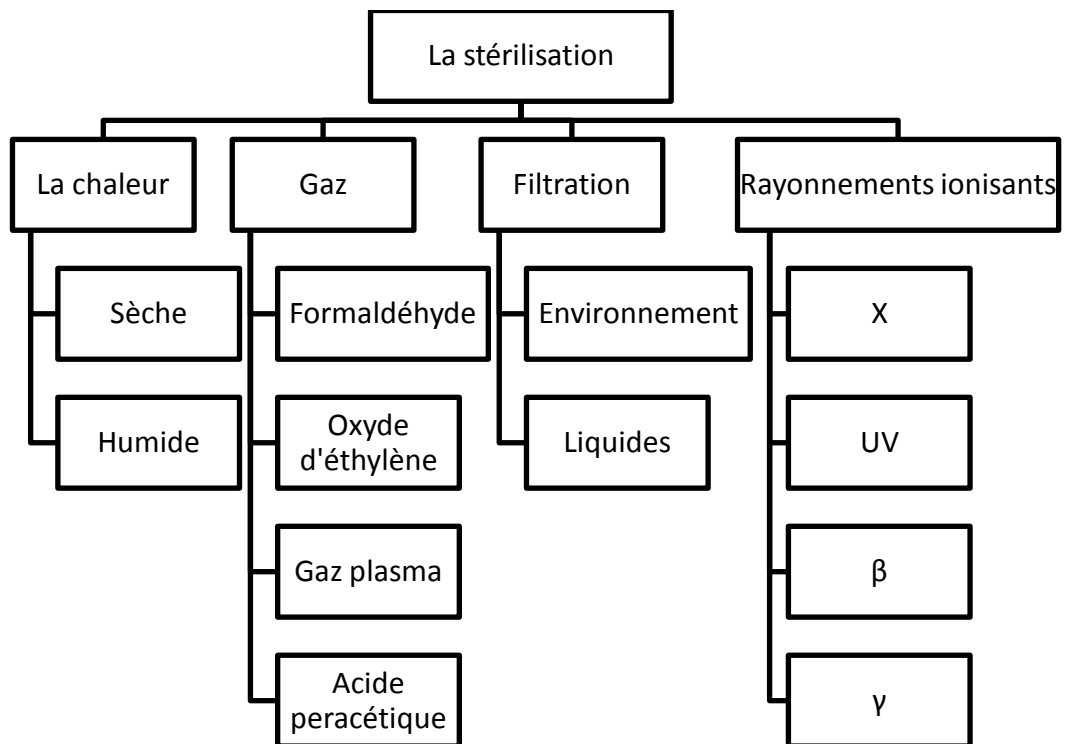 La stérilisation
La chaleur
Gaz
Filtration
Rayonnements ionisants
Sèche
Humide
Formaldéhyde
Oxyde
d'éthylène
Gaz plasma
Acide
peracétique
Environnement
Liquides
X
UV
β
γ